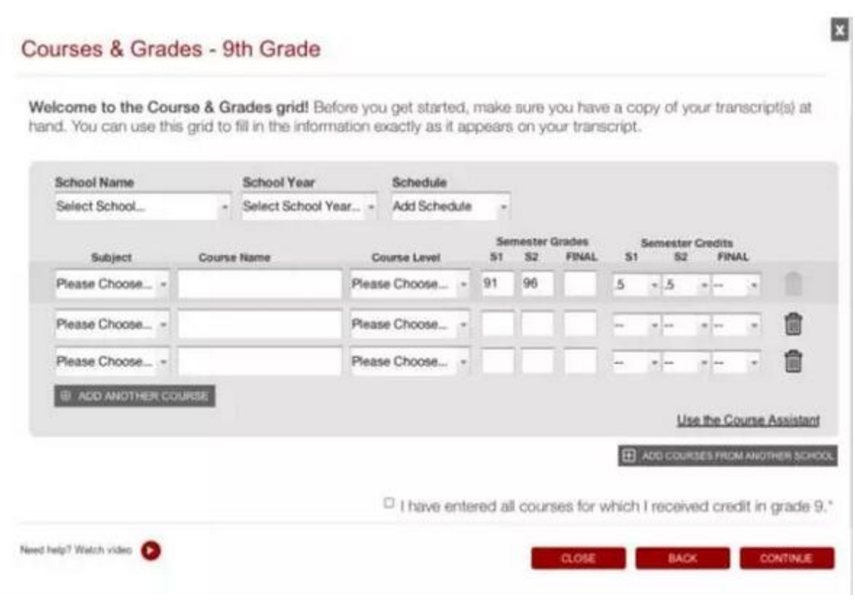 X
Courses & Grades - 9th Grade
Welcome to the Course & Grades grid! Before you get started, make sure you have a copy of your transcript(s) at
hand. You can use this grid to fill in the information exactly as it appears on your transcript.
School Name School Year Schedule
Select School... Select School Year... Add Schedule
Semester Grades Semester Credits
Subject Course Name Course Level S1 S2 FINAL S1 S2 FINAL
Please Choose... Please Choose... 91 96 .5 .5 --
Please Choose... Please Choose... -- -- --
Please Choose... Please Choose... -- -- --
ADD ANOTHER COURSE
Use the Course Assistant
ADD COURSES FROM ANOTHER SCHOOL
I have entered all courses for which I received credit in grade 9.*
Need help? Watch video CLOSE BACK CONTINUE